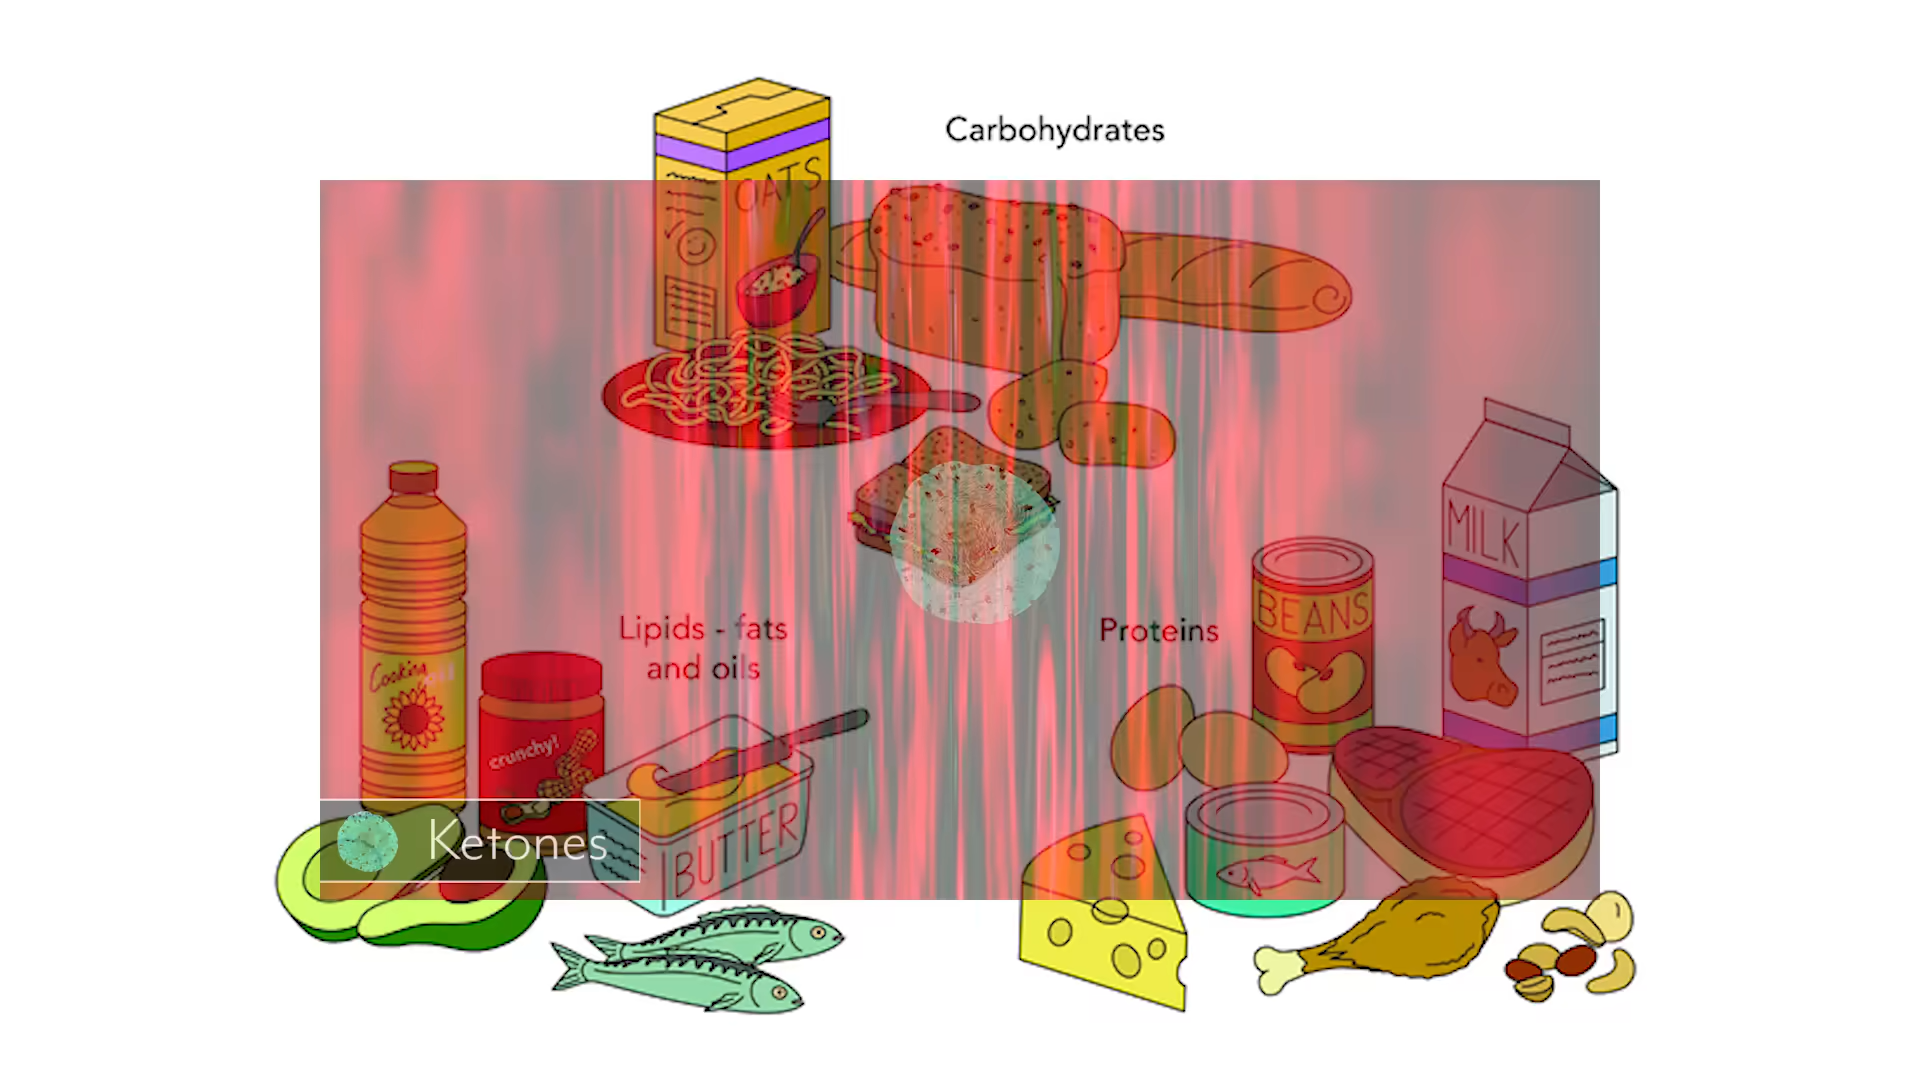 Carbohydrates
OATS
MILK
BEANS
Lipids - fats
and oils
Proteins
Cooking
crunchy!
BUTTER
Ketones